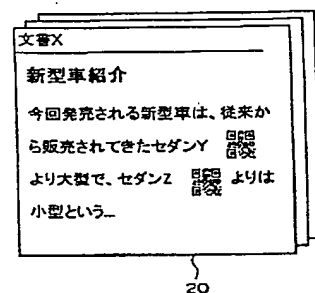 文書X
新型車紹介
今回発売される新型車は、従来か
ら販売されてきたセダンY
より大型で、セダンZ よりは
小型という...
20